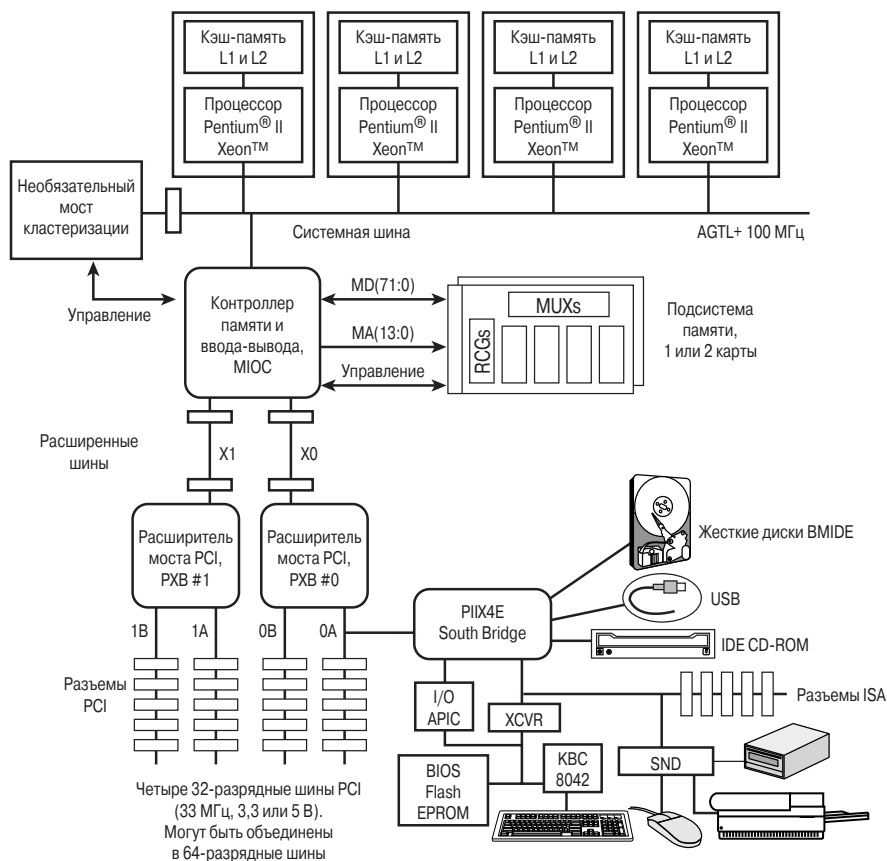 Кэш-память
L1 и L2
Процессор
Pentium® II
Xeon™
Кэш-память
L1 и L2
Процессор
Pentium® II
Xeon™
Кэш-память
L1 и L2
Процессор
Pentium® II
Xeon™
Кэш-память
L1 и L2
Процессор
Pentium® II
Xeon™
Необязательный
мост
кластеризации
Системная шина
AGTL+ 100 МГц
Управление
Контроллер
памяти и
ввода-вывода,
MIOC
MD(71:0)
MA(13:0)
Управление
MUXs
RCGs
Подсистема
памяти,
1 или 2 карты
Расширенные
шины
X1
X0
Расширитель
моста PCI,
PXB #1
Расширитель
моста PCI,
PXB #0
1B
1A
0B
0A
Разъемы
PCI
Четыре 32-разрядные шины PCI
(33 МГц, 3,3 или 5 В).
Могут быть объединены
в 64-разрядные шины
PIIX4E
South Bridge
Жесткие диски BMIDE
USB
IDE CD-ROM
I/O
APIC
XCVR
Разъемы ISA
BIOS
Flash
EPROM
KBC
8042
SND